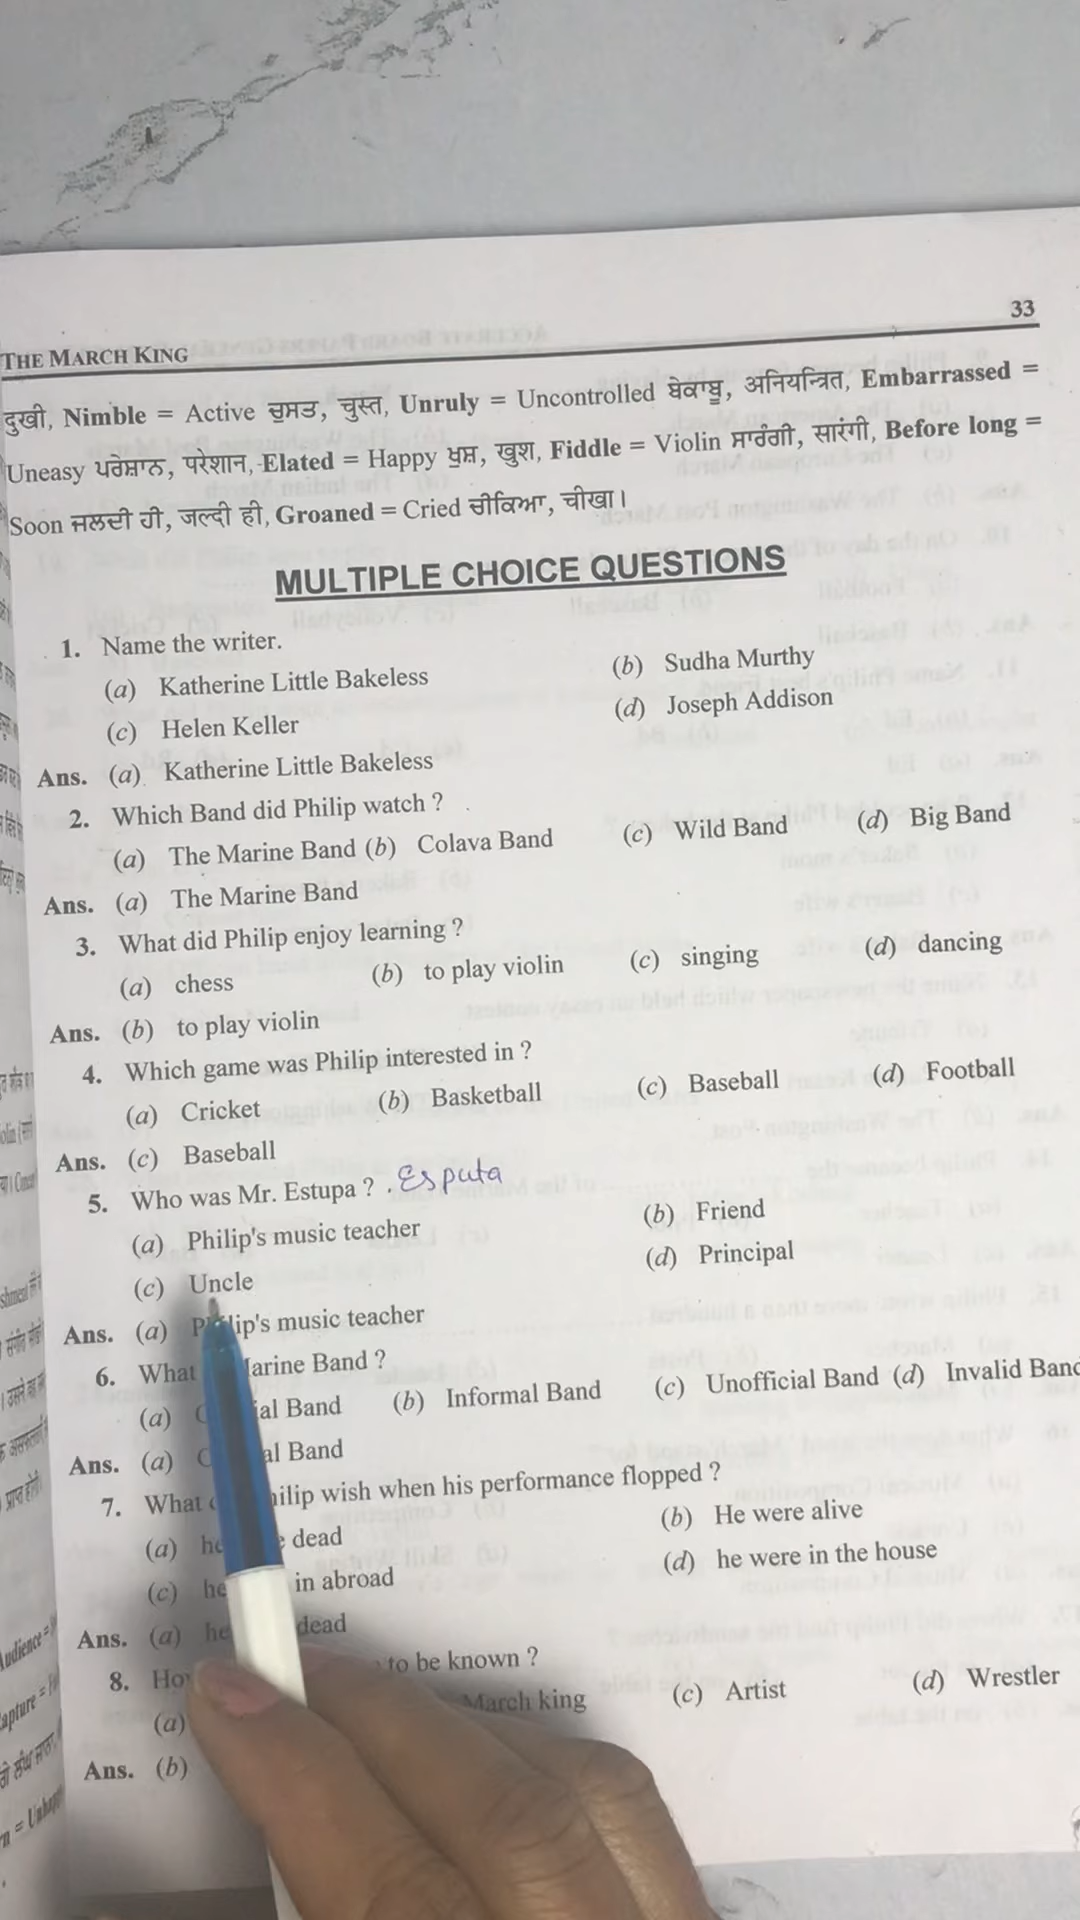 33
THE MARCH KING
दुखी, Nimble = Active ਚੁਸਤ, चुस्त, Unruly = Uncontrolled ਬੇਕਾਬੂ, अनियन्त्रित, Embarrassed =
Uneasy ਪਰੇਸ਼ਾਨ, परेशान, Elated = Happy ਖੁਸ਼, खुश, Fiddle = Violin ਸਾਰੰਗੀ, सारंगी, Before long =
Soon ਜਲਦੀ ਹੀ, जल्दी ही, Groaned = Cried ਚੀਕਿਆ, चीखा।
MULTIPLE CHOICE QUESTIONS
1. Name the writer.
(a) Katherine Little Bakeless (b) Sudha Murthy
(c) Helen Keller (d) Joseph Addison
Ans. (a) Katherine Little Bakeless
2. Which Band did Philip watch ?
(a) The Marine Band (b) Colava Band (c) Wild Band (d) Big Band
Ans. (a) The Marine Band
3. What did Philip enjoy learning ?
(a) chess (b) to play violin (c) singing (d) dancing
Ans. (b) to play violin
4. Which game was Philip interested in ?
(a) Cricket (b) Basketball (c) Baseball (d) Football
Ans. (c) Baseball
5. Who was Mr. Estupa ? Esputa
(a) Philip's music teacher (b) Friend
(c) Uncle (d) Principal
Ans. (a) Philip's music teacher
6. What Marine Band ?
(a) Band (b) Informal Band (c) Unofficial Band (d) Invalid Band
Ans. (a) Band
7. What Philip wish when his performance flopped ?
(a) he dead (b) He were alive
(c) he in abroad (d) he were in the house
Ans. (a) he dead
8. to be known ?
(a) March king (c) Artist (d) Wrestler
Ans. (b)